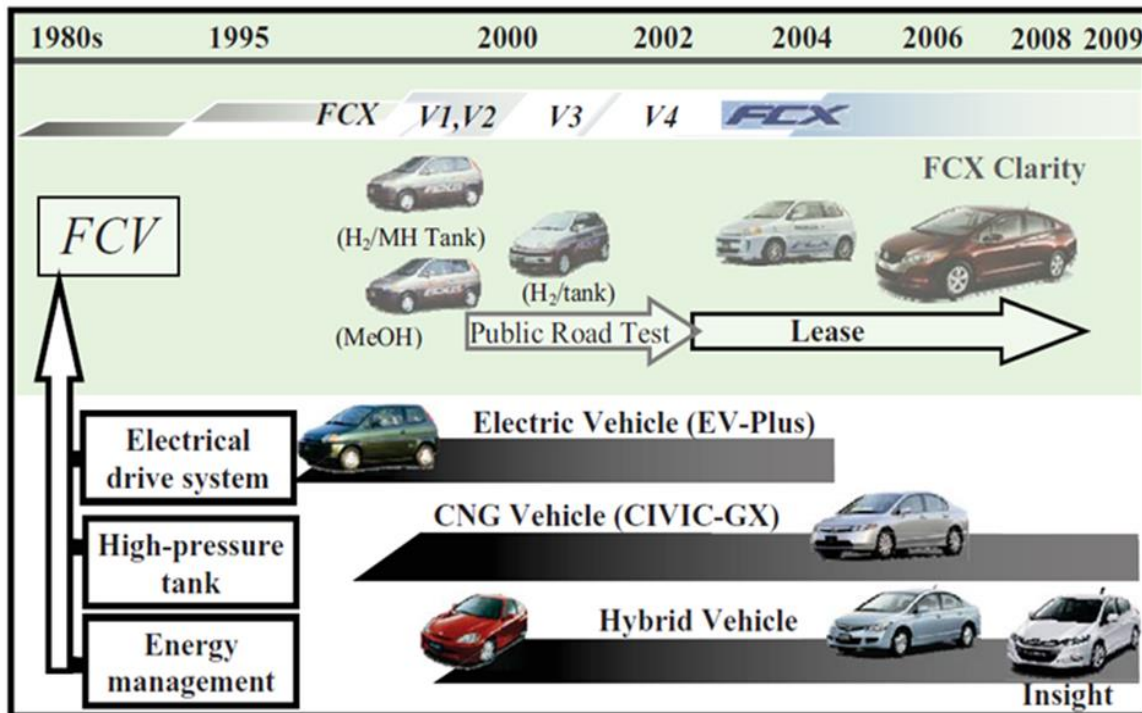 1980s 1995 2000 2002 2004 2006 2008 2009
FCX V1,V2 V3 V4 FCX
FCX Clarity
FCV
(H₂/MH Tank)
(H₂/tank)
(MeOH)
Public Road Test
Lease
Electrical
drive system
Electric Vehicle (EV-Plus)
High-pressure
tank
CNG Vehicle (CIVIC-GX)
Energy
management
Hybrid Vehicle
Insight